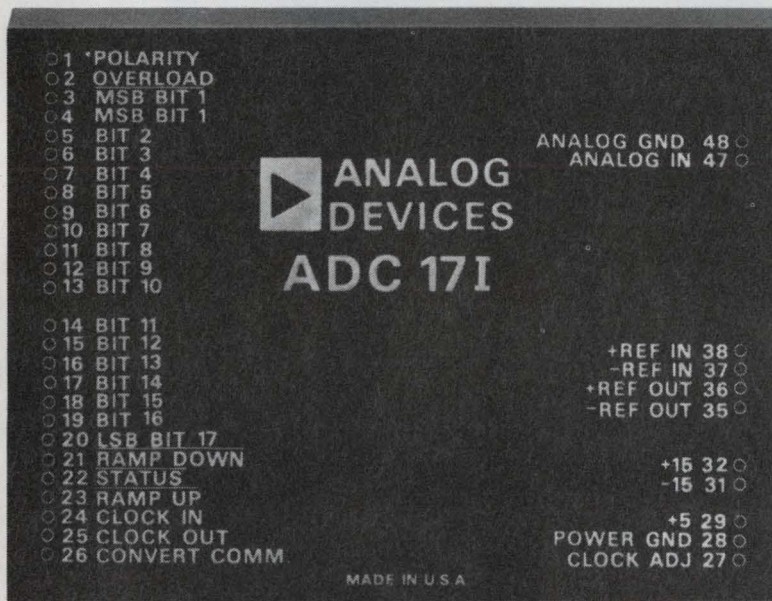 1 POLARITY
2 OVERLOAD
3 MSB BIT 1
4 MSB BIT 1
5 BIT 2
6 BIT 3
7 BIT 4
8 BIT 5
9 BIT 6
10 BIT 7
11 BIT 8
12 BIT 9
13 BIT 10
14 BIT 11
15 BIT 12
16 BIT 13
17 BIT 14
18 BIT 15
19 BIT 16
20 LSB BIT 17
21 RAMP DOWN
22 STATUS
23 RAMP UP
24 CLOCK IN
25 CLOCK OUT
26 CONVERT COMM
ANALOG
DEVICES
ADC 17I
MADE IN U.S.A
ANALOG GND 48
ANALOG IN 47
+REF IN 38
-REF IN 37
+REF OUT 36
-REF OUT 35
+15 32
-15 31
+5 29
POWER GND 28
CLOCK ADJ 27